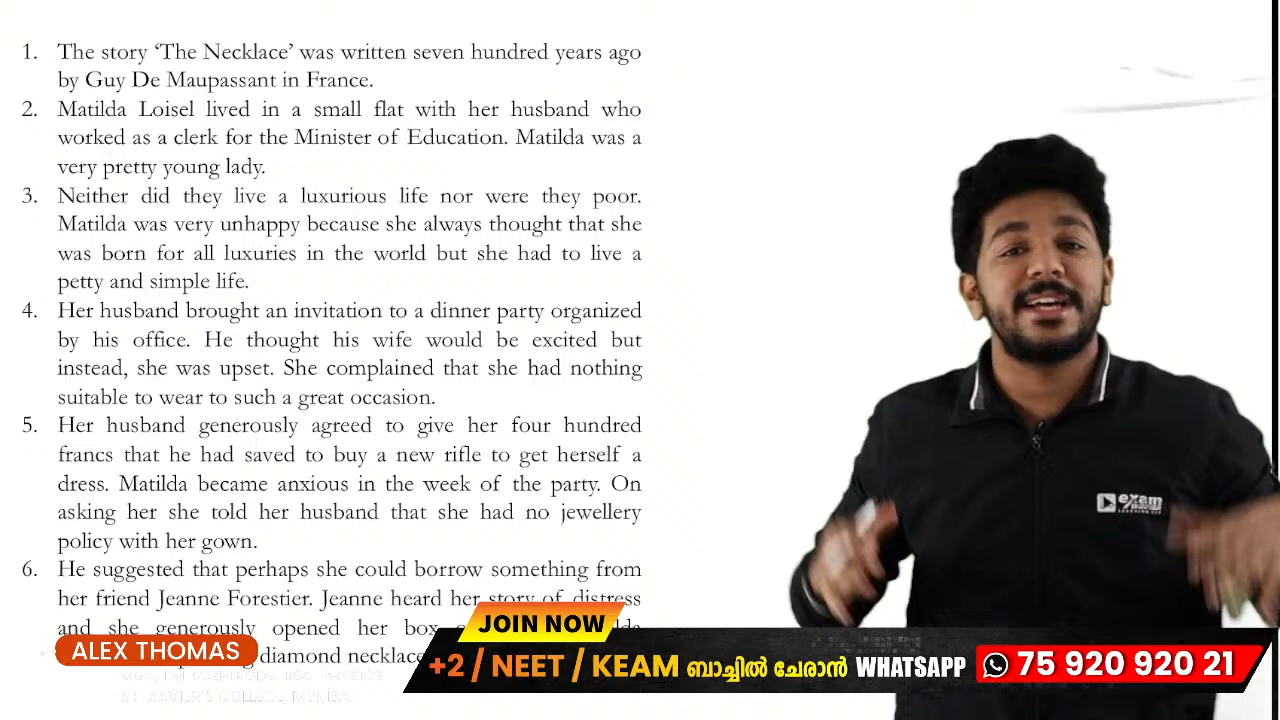 1. The story ‘The Necklace’ was written seven hundred years ago
by Guy De Maupassant in France.
2. Matilda Loisel lived in a small flat with her husband who
worked as a clerk for the Minister of Education. Matilda was a
very pretty young lady.
3. Neither did they live a luxurious life nor were they poor.
Matilda was very unhappy because she always thought that she
was born for all luxuries in the world but she had to live a
petty and simple life.
4. Her husband brought an invitation to a dinner party organized
by his office. He thought his wife would be excited but
instead, she was upset. She complained that she had nothing
suitable to wear to such a great occasion.
5. Her husband generously agreed to give her four hundred
francs that he had saved to buy a new rifle to get herself a
dress. Matilda became anxious in the week of the party. On
asking her she told her husband that she had no jewellery
policy with her gown.
6. He suggested that perhaps she could borrow something from
her friend Jeanne Forestier. Jeanne heard her story of distress
and she generously opened her box
diamond necklace
exam
JOIN NOW
ALEX THOMAS
+2 / NEET / KEAM ബാച്ചിൽ ചേരാൻ WHATSAPP 75 920 920 21
ST. XAVIER'S COLLEGE, MUMBAI